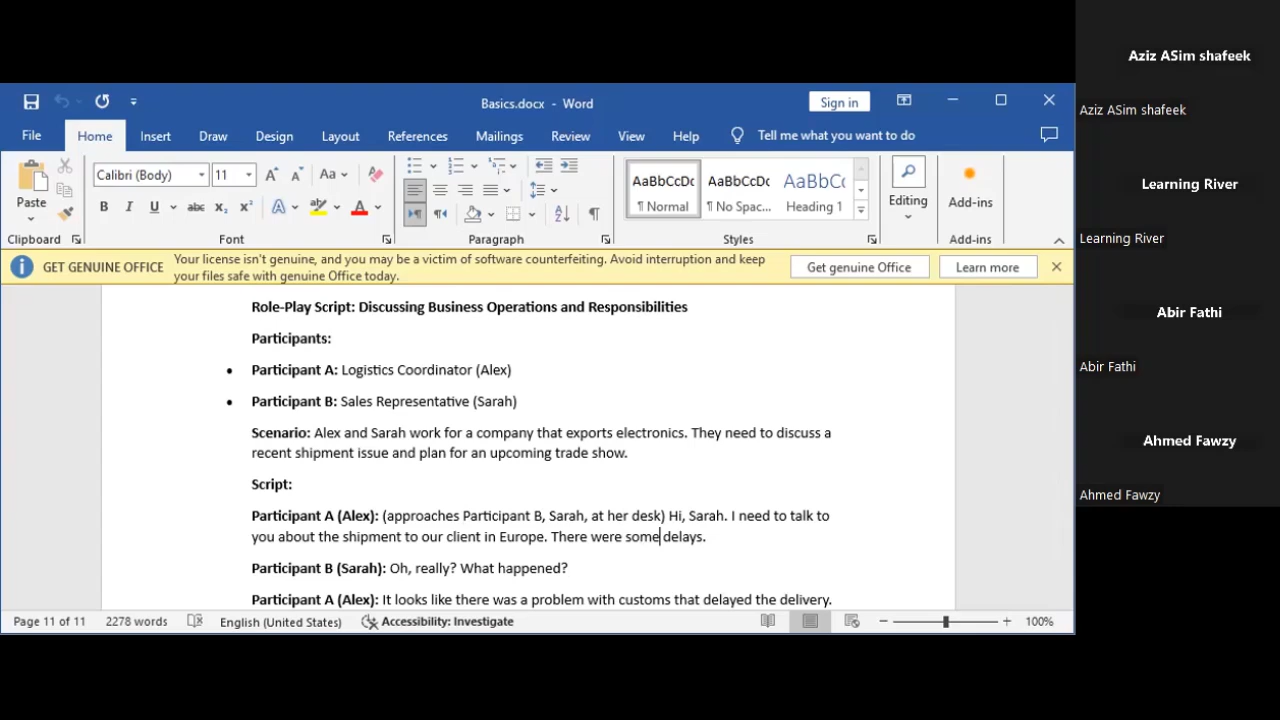 Aziz ASim shafeek
Aziz ASim shafeek
Learning River
Learning River
Abir Fathi
Abir Fathi
Ahmed Fawzy
Ahmed Fawzy
Basics.docx - Word
Sign in
File Home Insert Draw Design Layout References Mailings Review View Help Tell me what you want to do
Calibri (Body) 11
AaBbCcDc AaBbCcDc AaBbCc
Paste
¶ Normal ¶ No Spac... Heading 1
Editing
Add-ins
Clipboard Font Paragraph Styles Add-ins
GET GENUINE OFFICE Your license isn't genuine, and you may be a victim of software counterfeiting. Avoid interruption and keep
your files safe with genuine Office today.
Get genuine Office Learn more
Role-Play Script: Discussing Business Operations and Responsibilities
Participants:
• Participant A: Logistics Coordinator (Alex)
• Participant B: Sales Representative (Sarah)
Scenario: Alex and Sarah work for a company that exports electronics. They need to discuss a
recent shipment issue and plan for an upcoming trade show.
Script:
Participant A (Alex): (approaches Participant B, Sarah, at her desk) Hi, Sarah. I need to talk to
you about the shipment to our client in Europe. There were some delays.
Participant B (Sarah): Oh, really? What happened?
Participant A (Alex): It looks like there was a problem with customs that delayed the delivery.
Page 11 of 11 2278 words English (United States) Accessibility: Investigate 100%